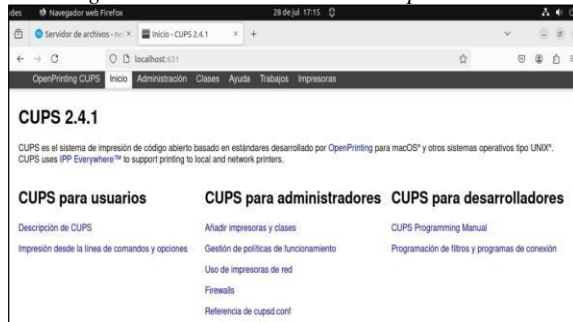 Navegador web Firefox
28 de jul 17:15
Inicio - CUPS 2.4.1
localhost:631
OpenPrinting CUPS Inicio Administración Clases Ayuda Trabajos Impresoras
CUPS 2.4.1
CUPS es el sistema de impresión de código abierto basado en estándares desarrollado por OpenPrinting para macOS® y otros sistemas operativos tipo UNIX®.
CUPS uses IPP Everywhere™ to support printing to local and network printers.
CUPS para usuarios
Descripción de CUPS
Impresión desde la línea de comandos y opciones
CUPS para administradores
Añadir impresoras y clases
Gestión de políticas de funcionamiento
Uso de impresoras de red
Firewalls
Referencia de cupsd.conf
CUPS para desarrolladores
CUPS Programming Manual
Programación de filtros y programas de conexión